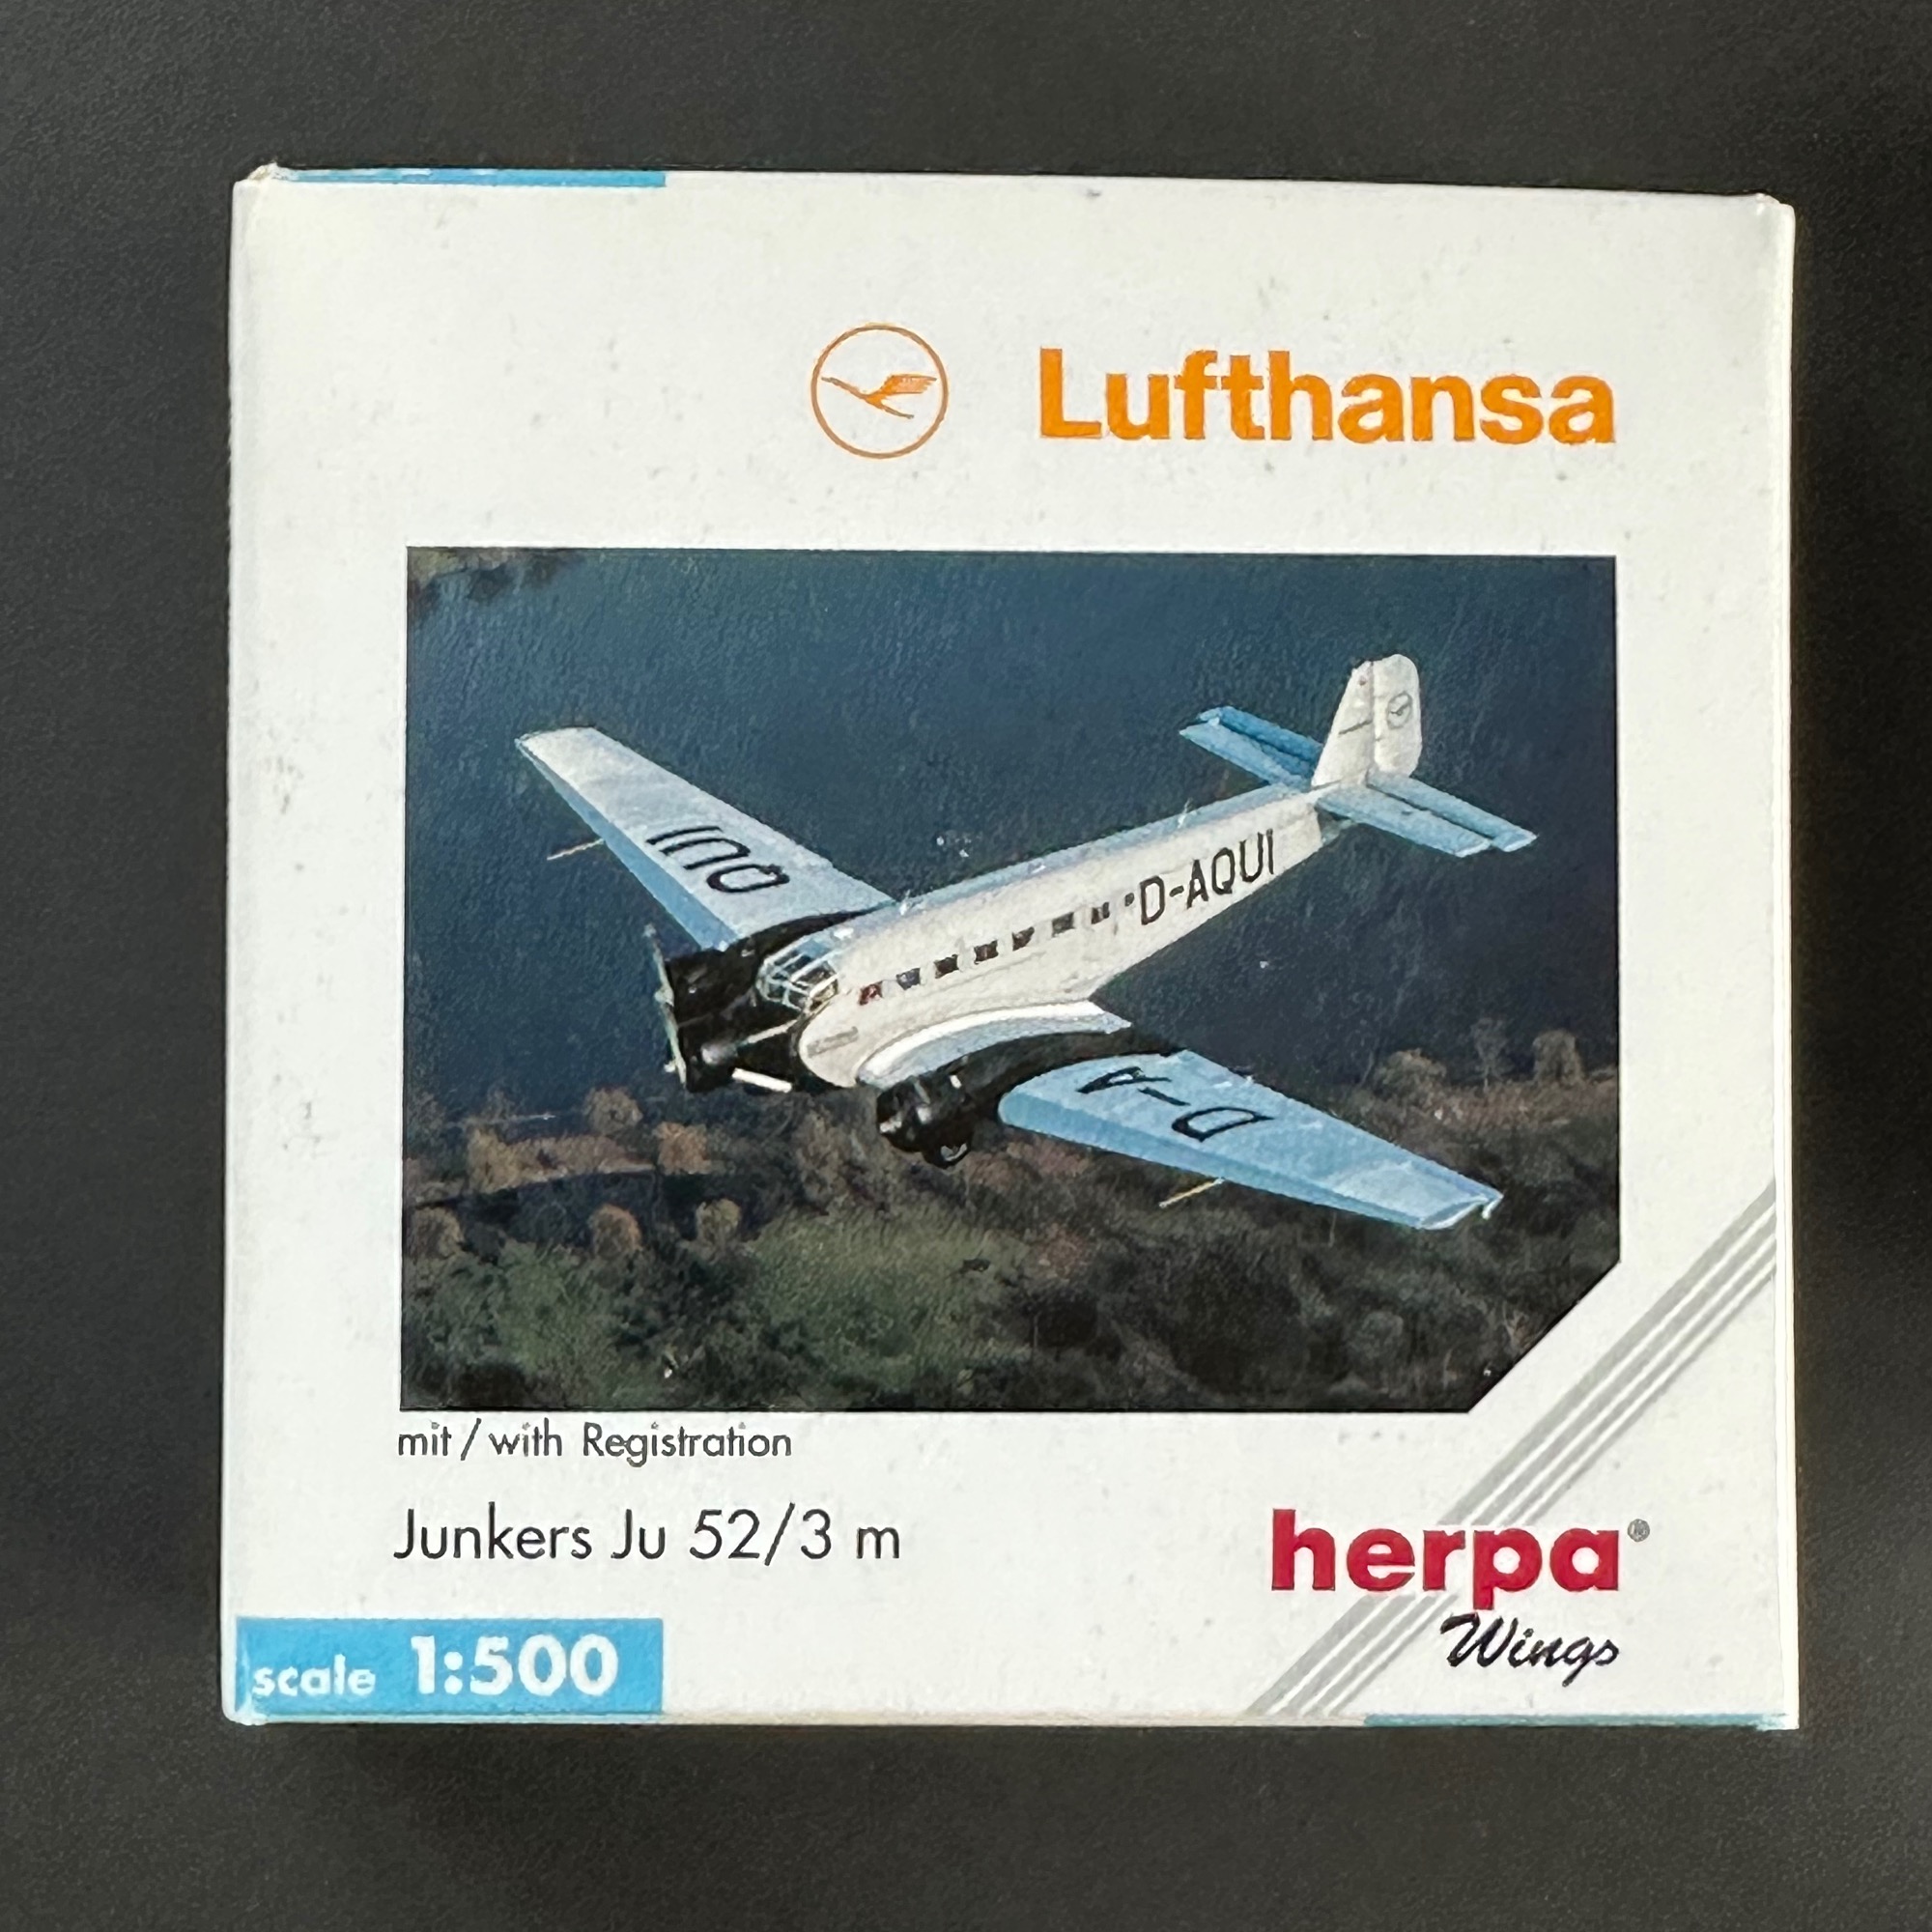 Lufthansa
QUI
D-AQUI
D-A
mit / with Registration
Junkers Ju 52/3 m
herpa®
Wings
scale 1:500